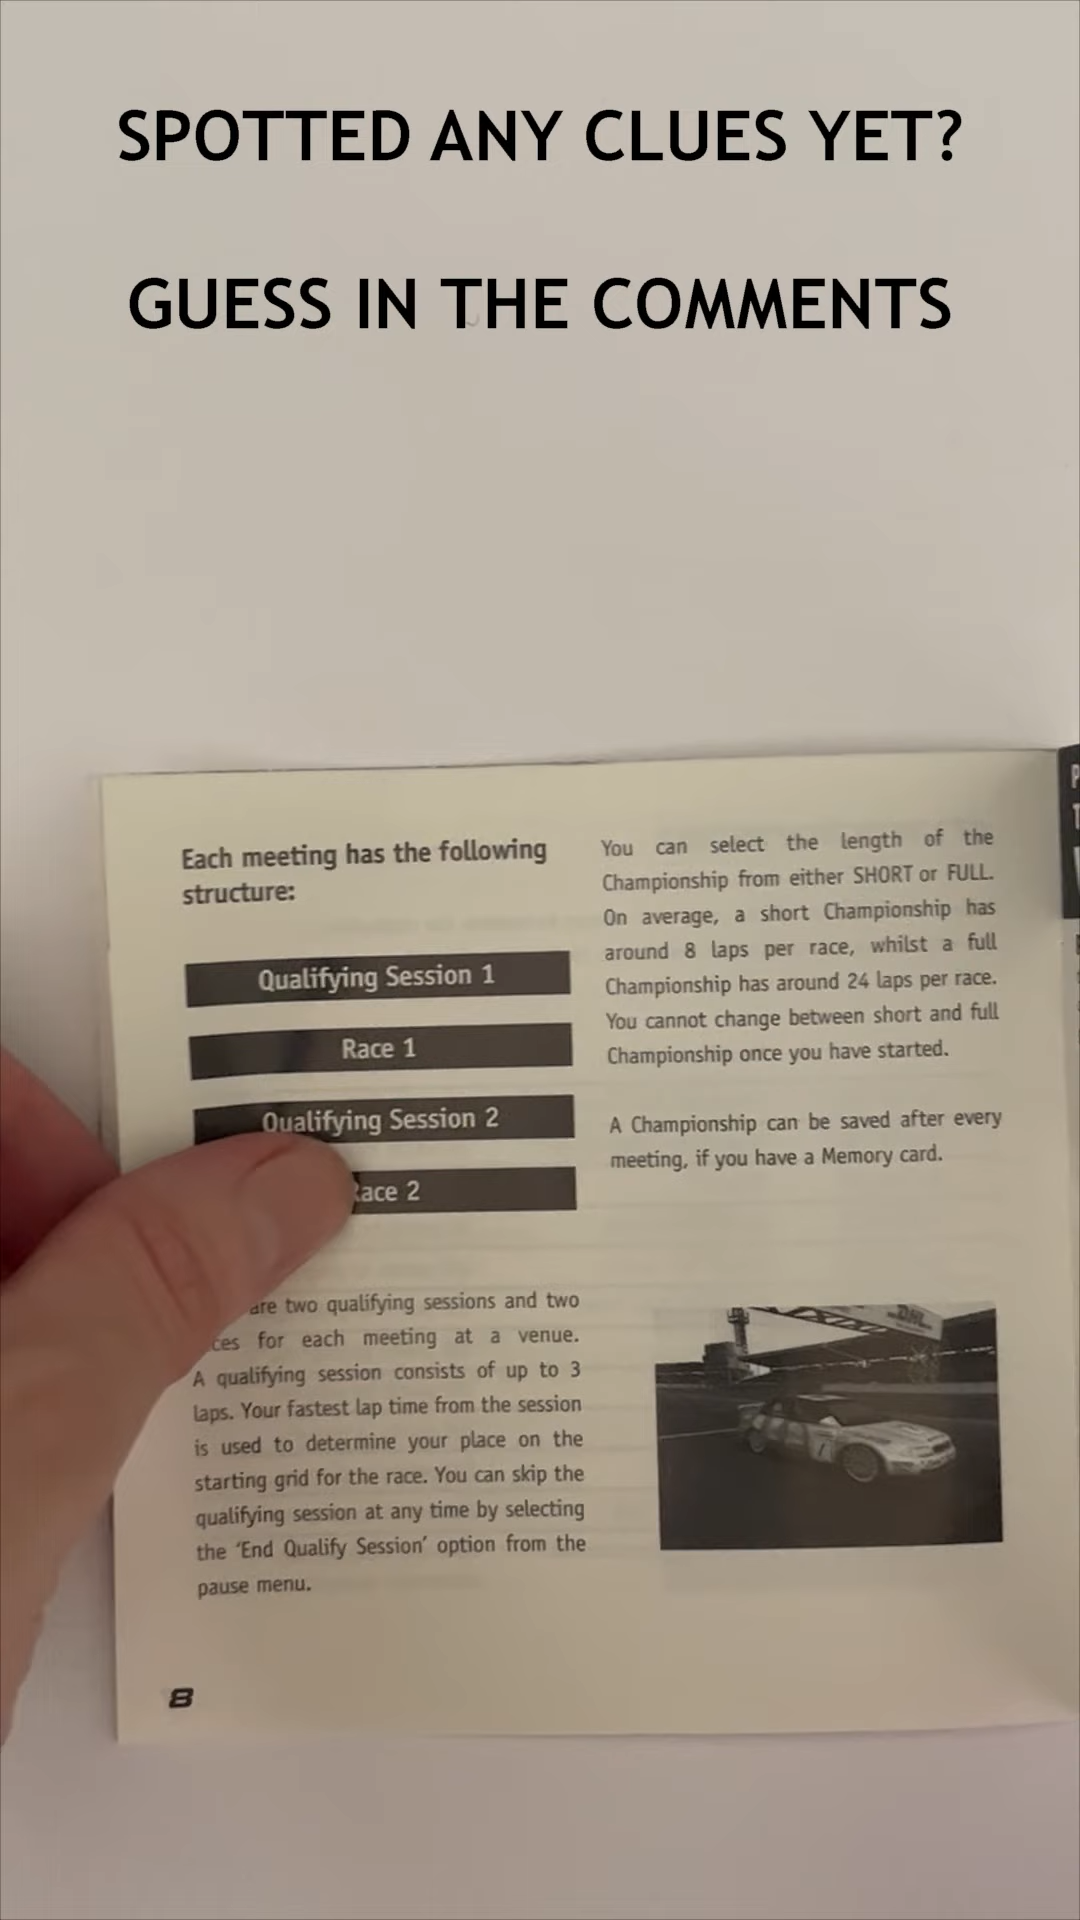 SPOTTED ANY CLUES YET?
GUESS IN THE COMMENTS
Each meeting has the following
structure:
Qualifying Session 1
Race 1
Qualifying Session 2
ace 2
are two qualifying sessions and two
ces for each meeting at a venue.
A qualifying session consists of up to 3
laps. Your fastest lap time from the session
is used to determine your place on the
starting grid for the race. You can skip the
qualifying session at any time by selecting
the 'End Qualify Session' option from the
pause menu.
8
You can select the length of the
Championship from either SHORT or FULL.
On average, a short Championship has
around 8 laps per race, whilst a full
Championship has around 24 laps per race.
You cannot change between short and full
Championship once you have started.
A Championship can be saved after every
meeting, if you have a Memory card.
DHL